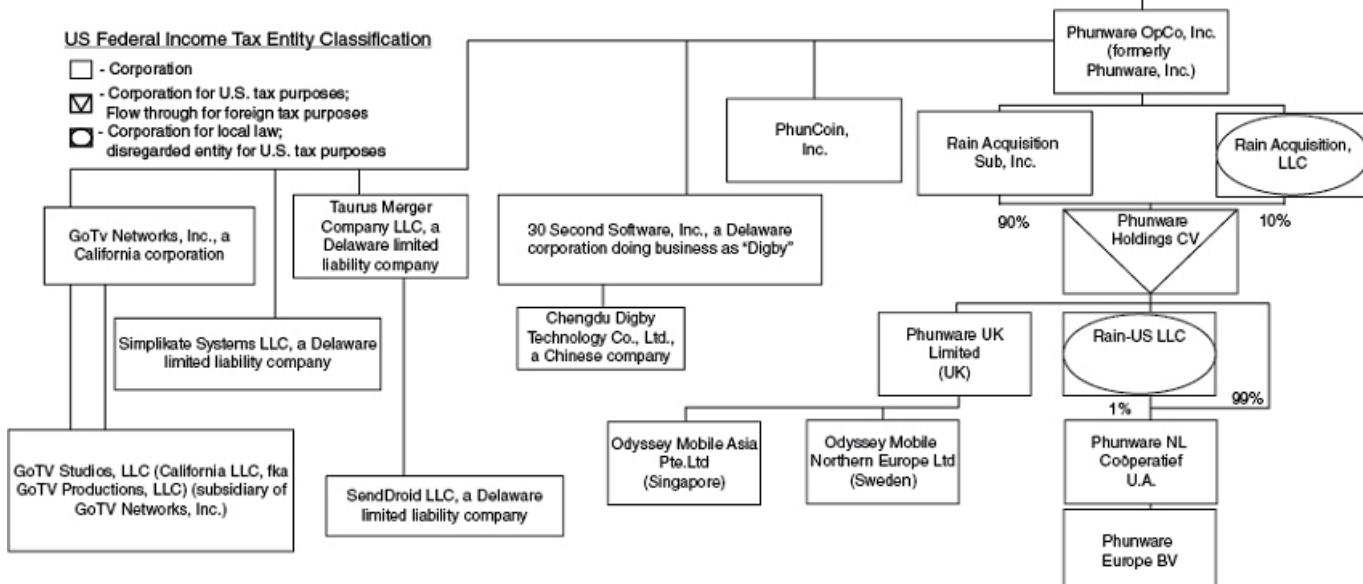 US Federal Income Tax Entity Classification
- Corporation
- Corporation for U.S. tax purposes;
Flow through for foreign tax purposes
- Corporation for local law;
disregarded entity for U.S. tax purposes
Phunware OpCo, Inc.
(formerly
Phunware, Inc.)
PhunCoin,
Inc.
Rain Acquisition
Sub, Inc.
Rain Acquisition,
LLC
GoTv Networks, Inc., a
California corporation
Taurus Merger
Company LLC, a
Delaware limited
liability company
30 Second Software, Inc., a Delaware
corporation doing business as "Digby"
90%
Phunware
Holdings CV
10%
Simplikate Systems LLC, a Delaware
limited liability company
Chengdu Digby
Technology Co., Ltd.,
a Chinese company
Phunware UK
Limited
(UK)
Rain-US LLC
1%
99%
GoTV Studios, LLC (California LLC, fka
GoTV Productions, LLC) (subsidiary of
GoTV Networks, Inc.)
SendDroid LLC, a Delaware
limited liability company
Odyssey Mobile Asia
Pte.Ltd
(Singapore)
Odyssey Mobile
Northern Europe Ltd
(Sweden)
Phunware NL
Coöperatief
U.A.
Phunware
Europe BV